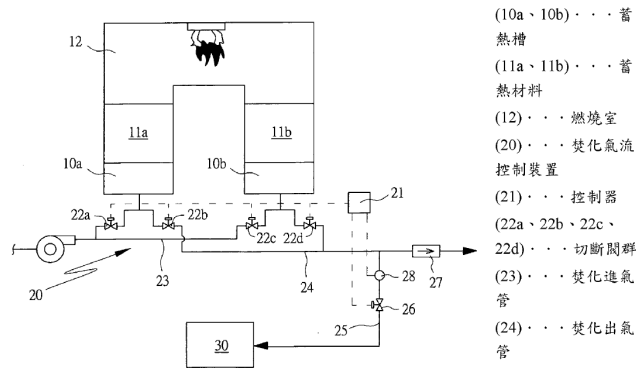 12
11a
11b
10a
10b
21
22a
22b
22c
22d
20
23
24
28
27
25
26
30
(10a、10b)‧‧‧蓄
熱槽
(11a、11b)‧‧‧蓄
熱材料
(12)‧‧‧燃燒室
(20)‧‧‧焚化氣流
控制裝置
(21)‧‧‧控制器
(22a、22b、22c、
22d)‧‧‧切斷閥群
(23)‧‧‧焚化進氣
管
(24)‧‧‧焚化出氣
管